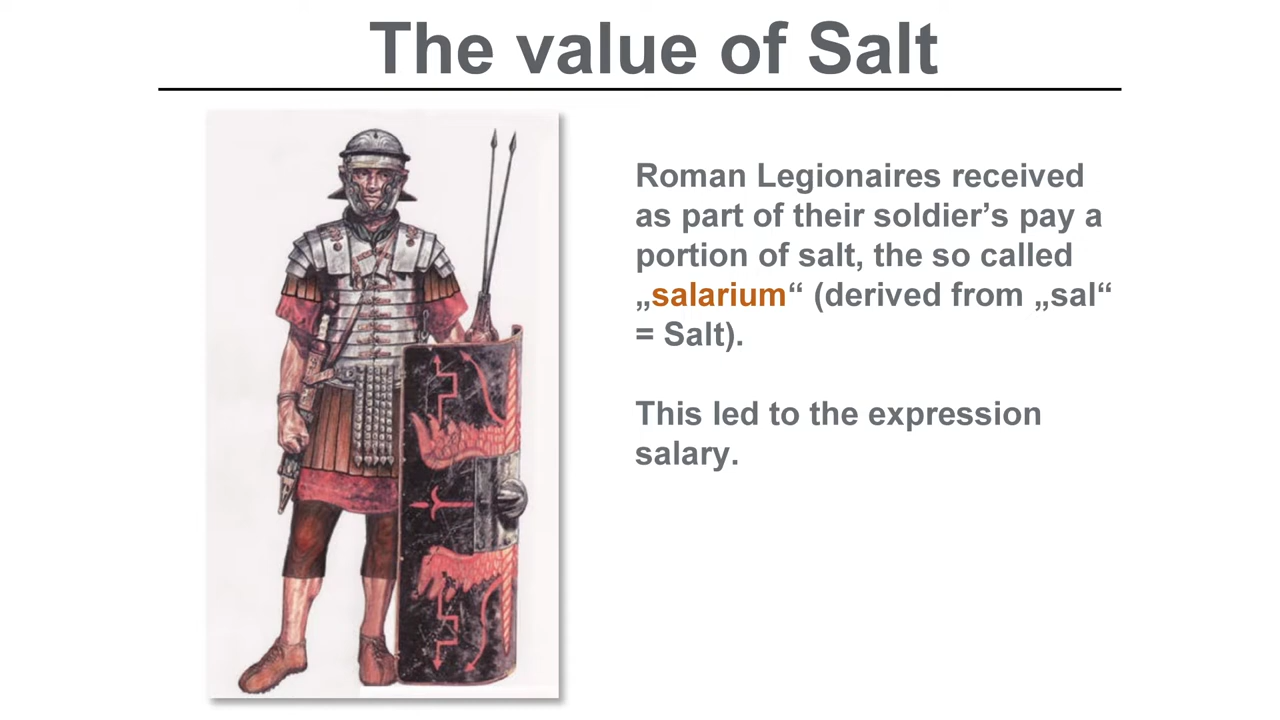 The value of Salt
Roman Legionaires received
as part of their soldier’s pay a
portion of salt, the so called
„salarium“ (derived from „sal“
= Salt).
This led to the expression
salary.